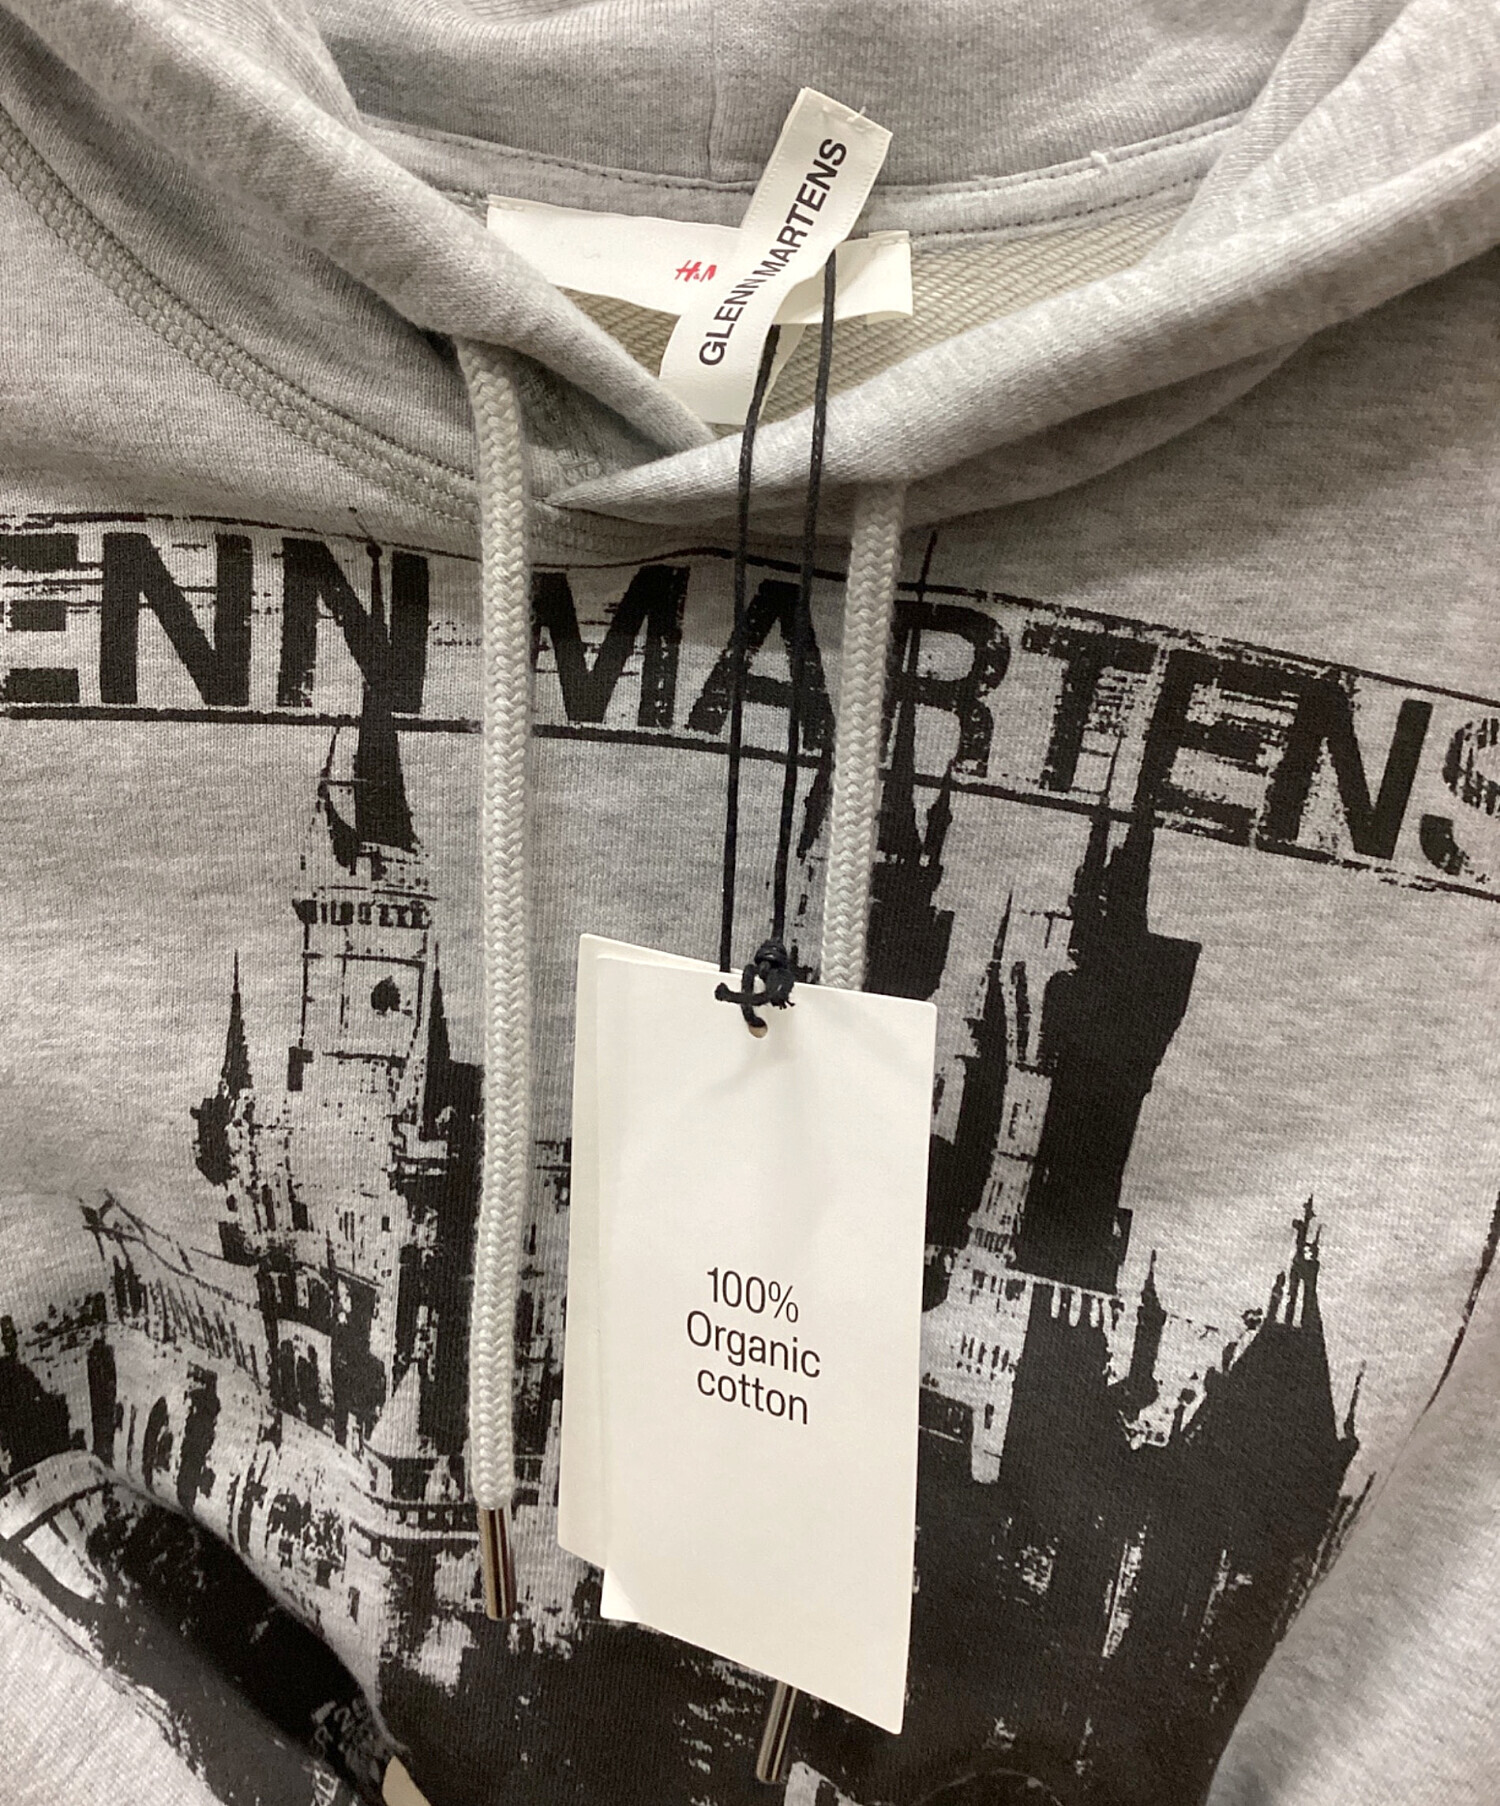 GLENN MARTENS
H&M
ENN MARTENS
100%
Organic
cotton